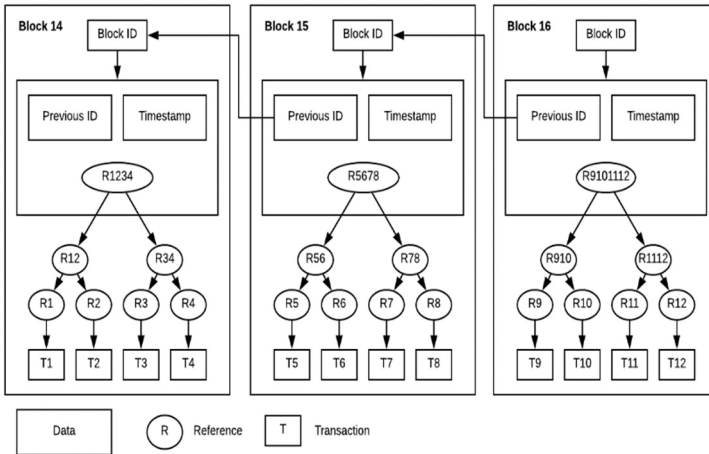 Block 14
Block ID
Previous ID
Timestamp
R1234
R12
R34
R1
R2
R3
R4
T1
T2
T3
T4
Block 15
Block ID
Previous ID
Timestamp
R5678
R56
R78
R5
R6
R7
R8
T5
T6
T7
T8
Block 16
Block ID
Previous ID
Timestamp
R9101112
R910
R1112
R9
R10
R11
R12
T9
T10
T11
T12
Data
R
Reference
T
Transaction